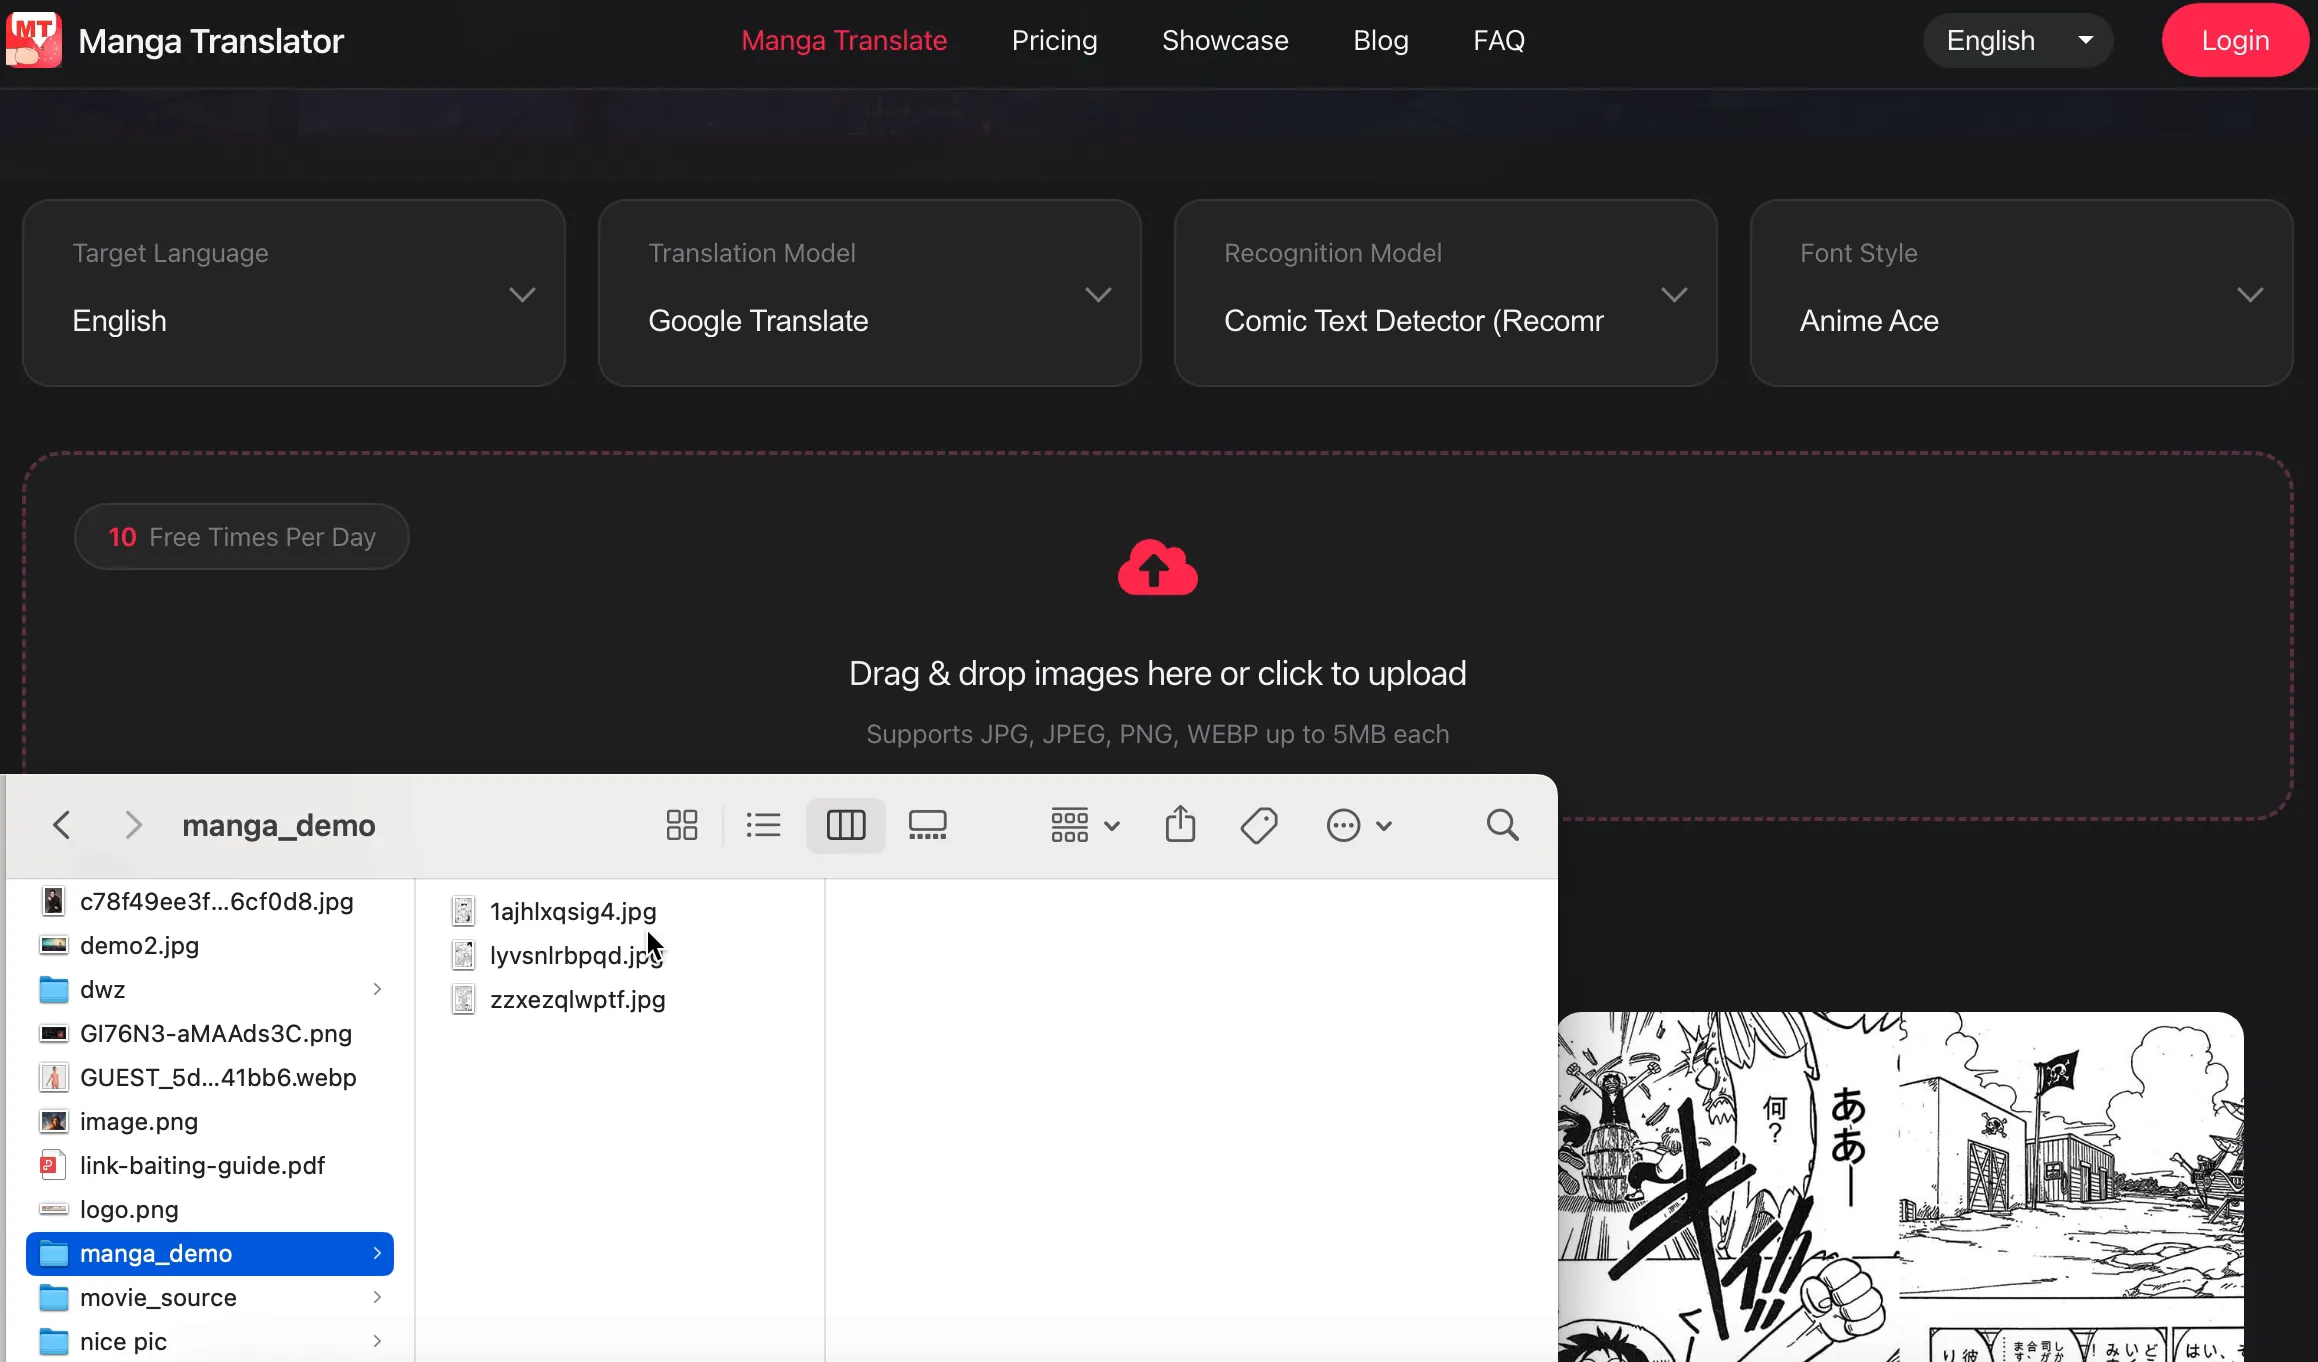 MT
Manga Translator
Manga Translate
Pricing
Showcase
Blog
FAQ
English
Login
Target Language
English
Translation Model
Google Translate
Recognition Model
Comic Text Detector (Recomr
Font Style
Anime Ace
10 Free Times Per Day
Drag & drop images here or click to upload
Supports JPG, JPEG, PNG, WEBP up to 5MB each
manga_demo
c78f49ee3f...6cf0d8.jpg
demo2.jpg
dwz
GI76N3-aMAAds3C.png
GUEST_5d...41bb6.webp
image.png
link-baiting-guide.pdf
logo.png
manga_demo
movie_source
nice pic
1ajhlxqsig4.jpg
lyvsnlrbpqd.jpg
zzxezqlwptf.jpg
ああー
何?
はい、